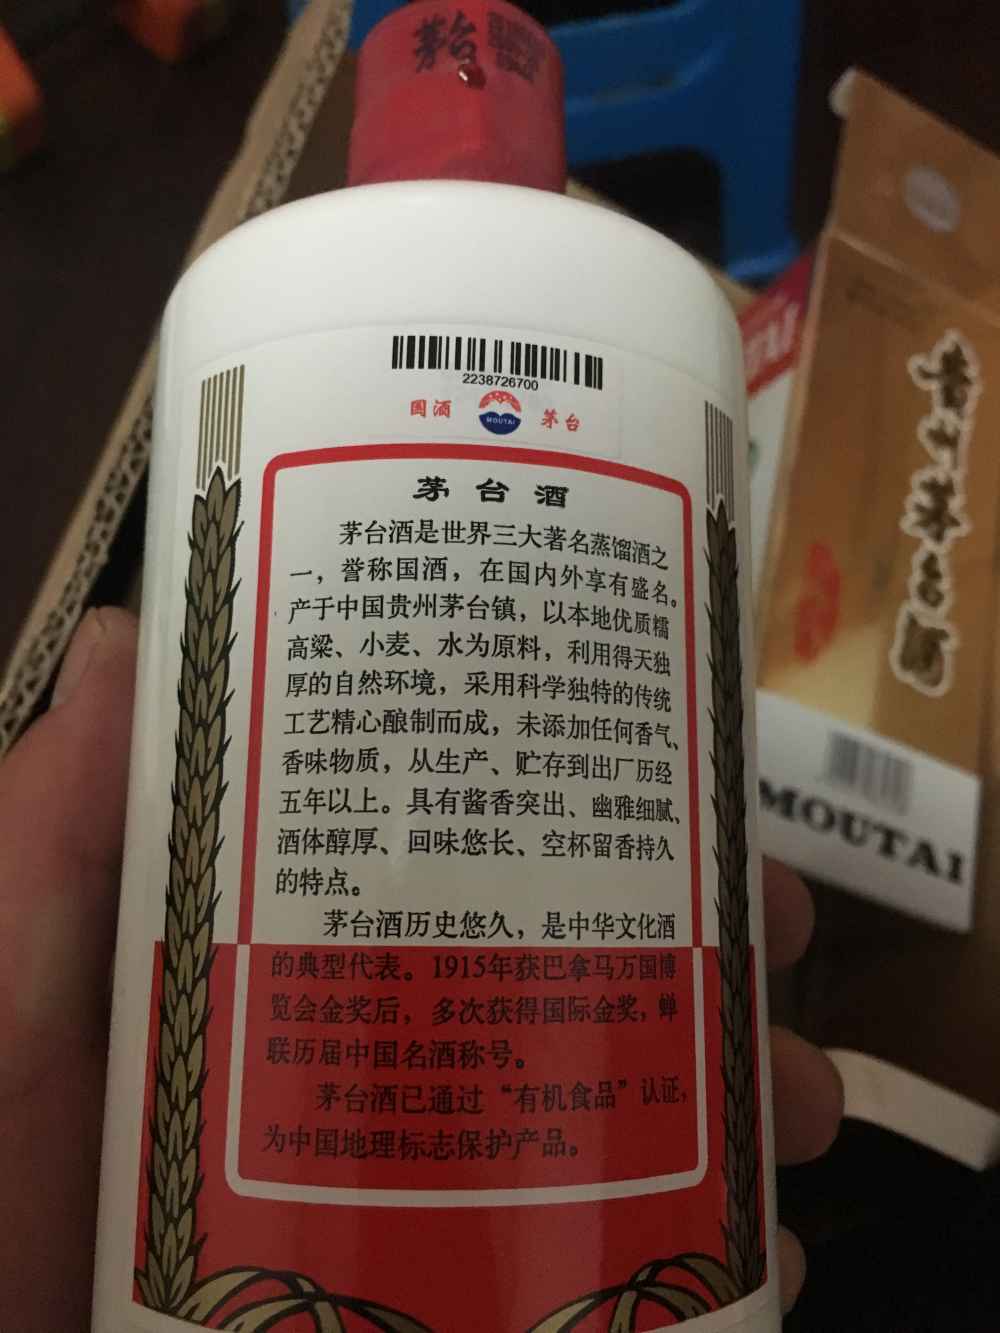 茅台
2238726700
国酒 MOUTAI 茅台
茅台酒
茅台酒是世界三大著名蒸馏酒之
一，誉称国酒，在国内外享有盛名。
产于中国贵州茅台镇，以本地优质糯
高粱、小麦、水为原料，利用得天独
厚的自然环境，采用科学独特的传统
工艺精心酿制而成，未添加任何香气、
香味物质，从生产、贮存到出厂历经
五年以上。具有酱香突出、幽雅细腻、
酒体醇厚、回味悠长、空杯留香持久
的特点。
茅台酒历史悠久，是中华文化酒
的典型代表。1915年获巴拿马万国博
览会金奖后，多次获得国际金奖，蝉
联历届中国名酒称号。
茅台酒已通过“有机食品”认证，
为中国地理标志保护产品。
贵州茅台酒
MOUTAI